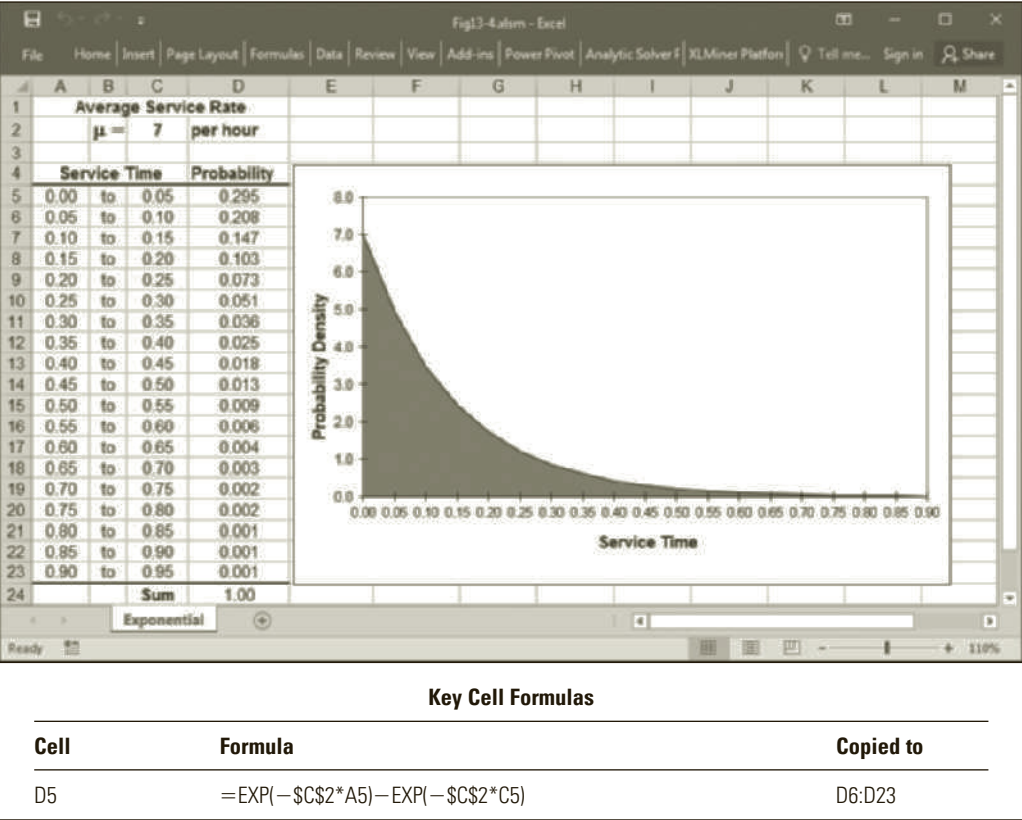 Fig13-4.xlsm - Excel
File Home Insert Page Layout Formulas Data Review View Add-ins Power Pivot Analytic Solver XLMiner Platfon Tell me... Sign in Share
A B C D E F G H I J K L M
1 Average Service Rate
2 μ = 7 per hour
3
4 Service Time Probability
5 0.00 to 0.05 0.295
6 0.05 to 0.10 0.208
7 0.10 to 0.15 0.147
8 0.15 to 0.20 0.103
9 0.20 to 0.25 0.073
10 0.25 to 0.30 0.051
11 0.30 to 0.35 0.036
12 0.35 to 0.40 0.025
13 0.40 to 0.45 0.018
14 0.45 to 0.50 0.013
15 0.50 to 0.55 0.009
16 0.55 to 0.60 0.006
17 0.60 to 0.65 0.004
18 0.65 to 0.70 0.003
19 0.70 to 0.75 0.002
20 0.75 to 0.80 0.002
21 0.80 to 0.85 0.001
22 0.85 to 0.90 0.001
23 0.90 to 0.95 0.001
24 Sum 1.00
Probability Density
8.0
7.0
6.0
5.0
4.0
3.0
2.0
1.0
0.0
0.00 0.05 0.10 0.15 0.20 0.25 0.30 0.35 0.40 0.45 0.50 0.55 0.60 0.65 0.70 0.75 0.80 0.85 0.90
Service Time
Exponential
Ready 110%
Key Cell Formulas
Cell Formula Copied to
D5 =EXP(−$C$2*A5)−EXP(−$C$2*C5) D6:D23